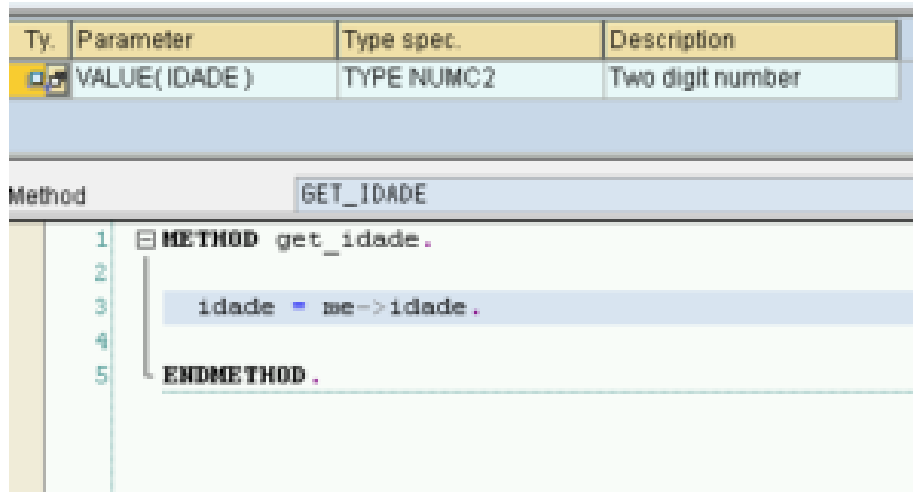 Ty. Parameter Type spec. Description
VALUE(IDADE) TYPE NUMC2 Two digit number
Method GET_IDADE
1 METHOD get_idade.
2
3 idade = me->idade.
4
5 ENDMETHOD.